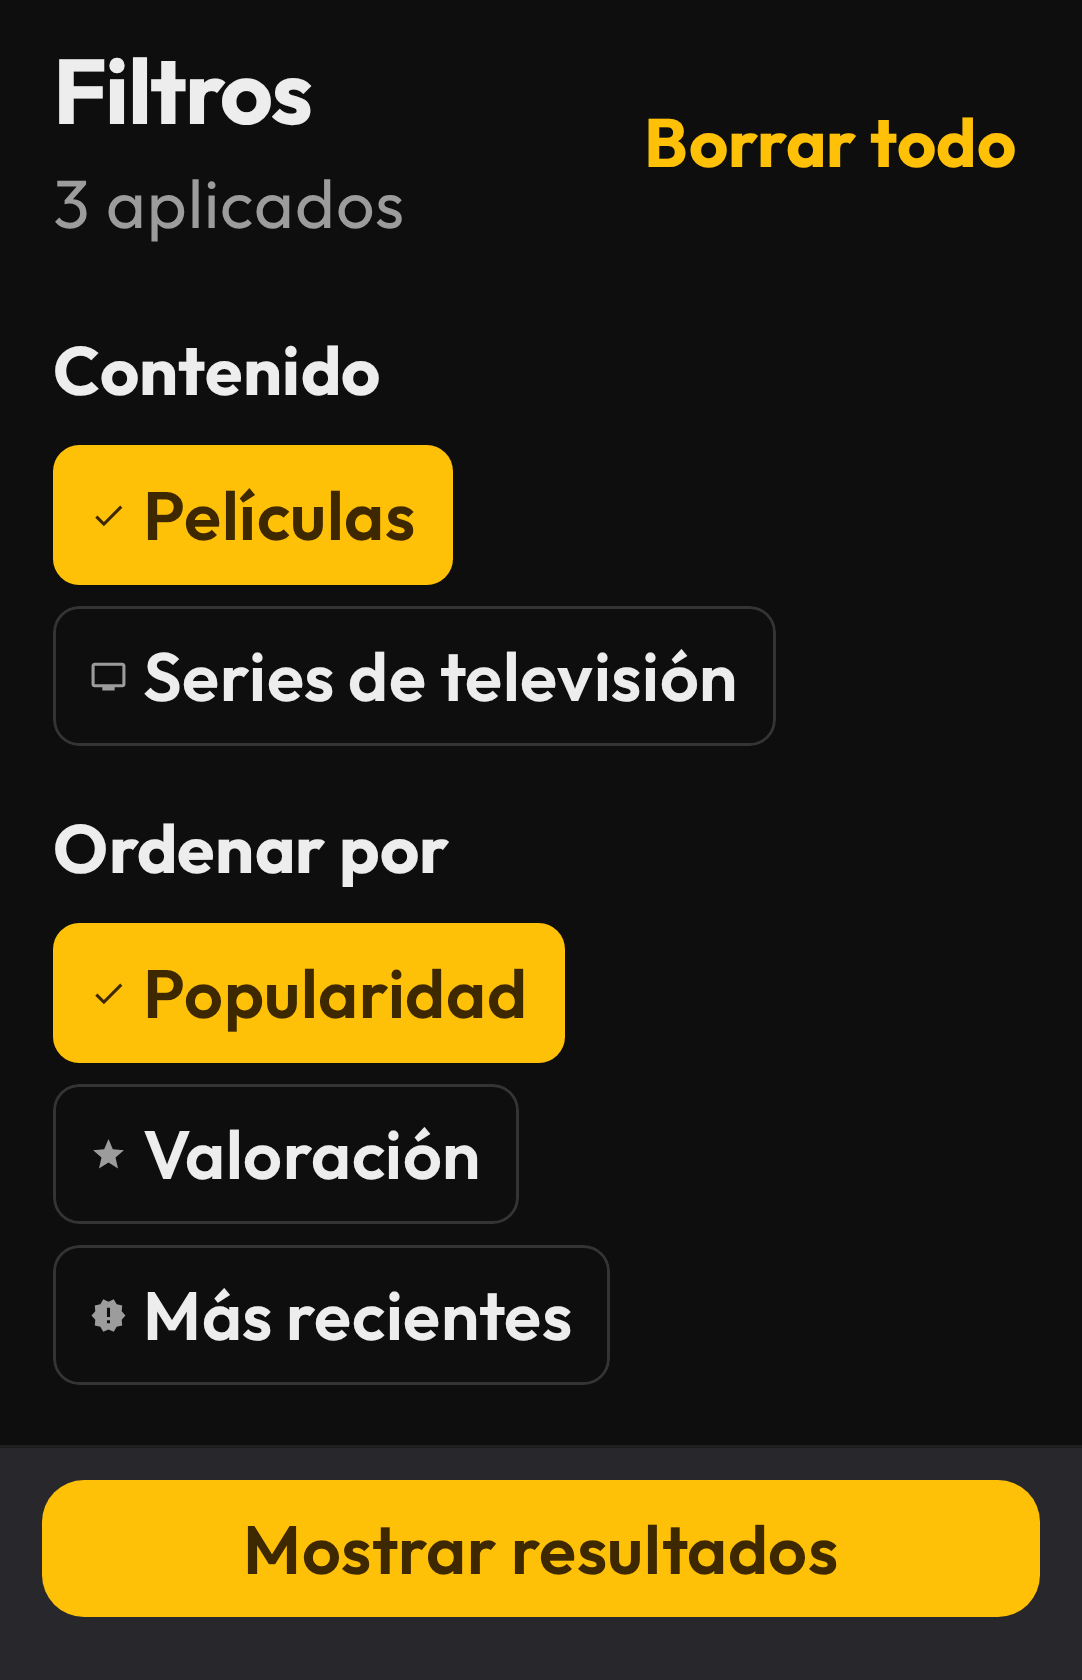 Filtros
3 aplicados
Borrar todo
Contenido
Películas
Series de televisión
Ordenar por
Popularidad
Valoración
Más recientes
Mostrar resultados